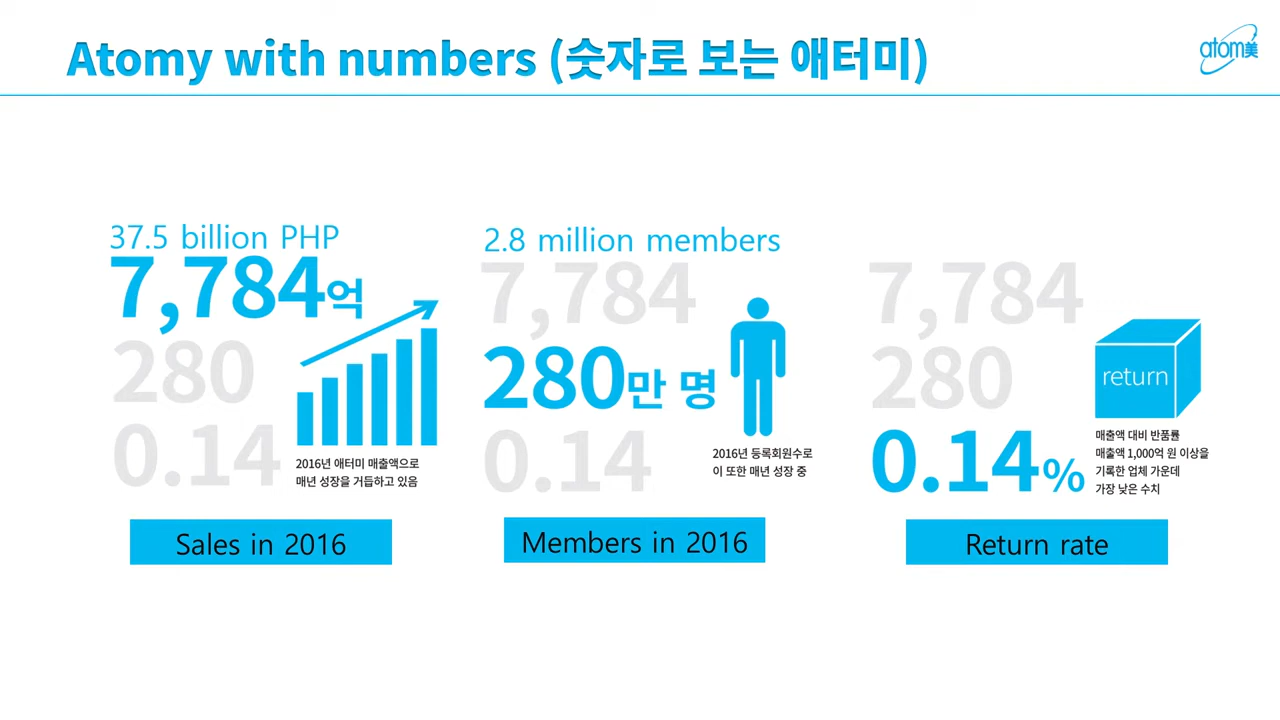 Atomy with numbers (숫자로 보는 애터미)
atom美
37.5 billion PHP
7,784억
280
0.14
2016년 애터미 매출액으로
매년 성장을 거듭하고 있음
Sales in 2016
2.8 million members
7,784
280만 명
0.14
2016년 등록회원수로
이 또한 매년 성장 중
Members in 2016
7,784
280
0.14%
return
매출액 대비 반품률
매출액 1,000억 원 이상을
기록한 업체 가운데
가장 낮은 수치
Return rate